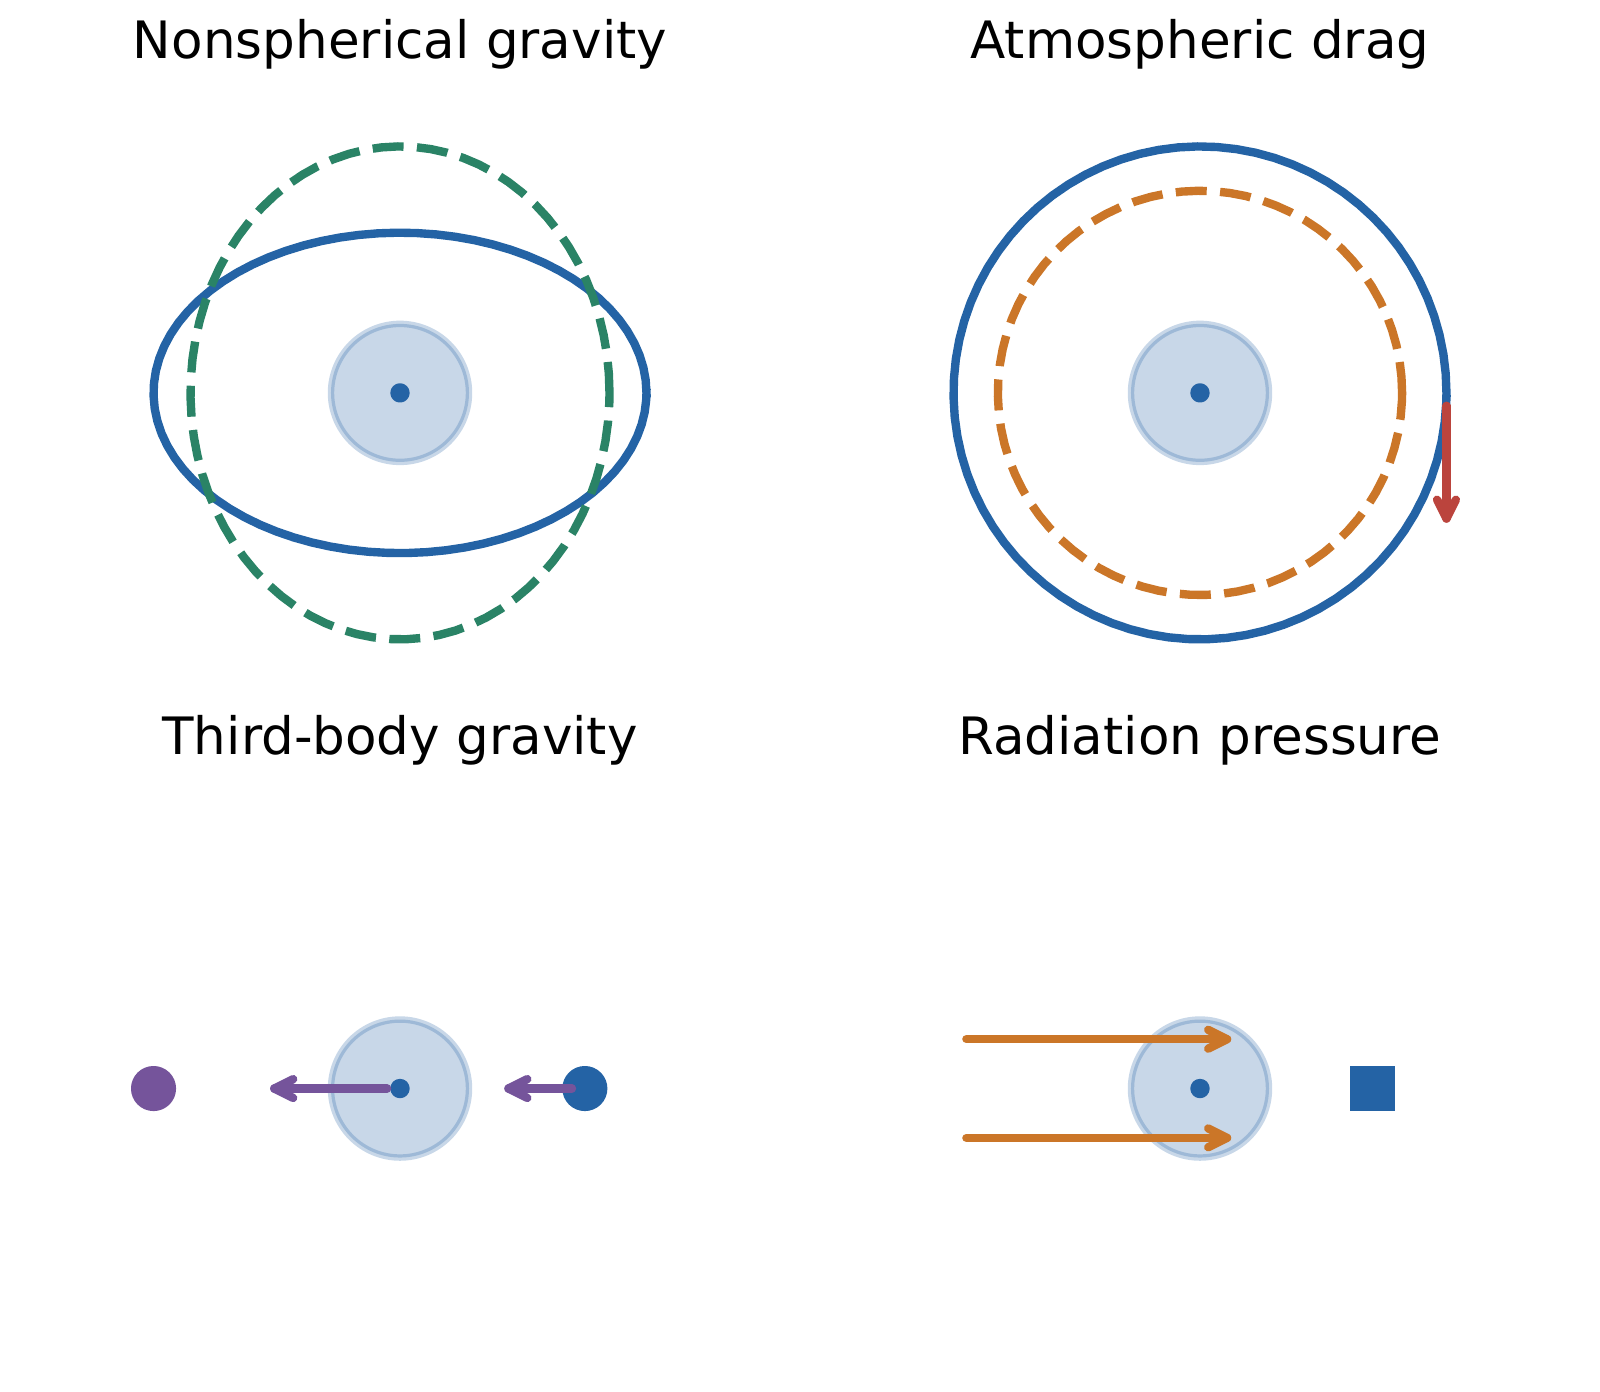 Nonspherical gravity
Atmospheric drag
Third-body gravity
Radiation pressure